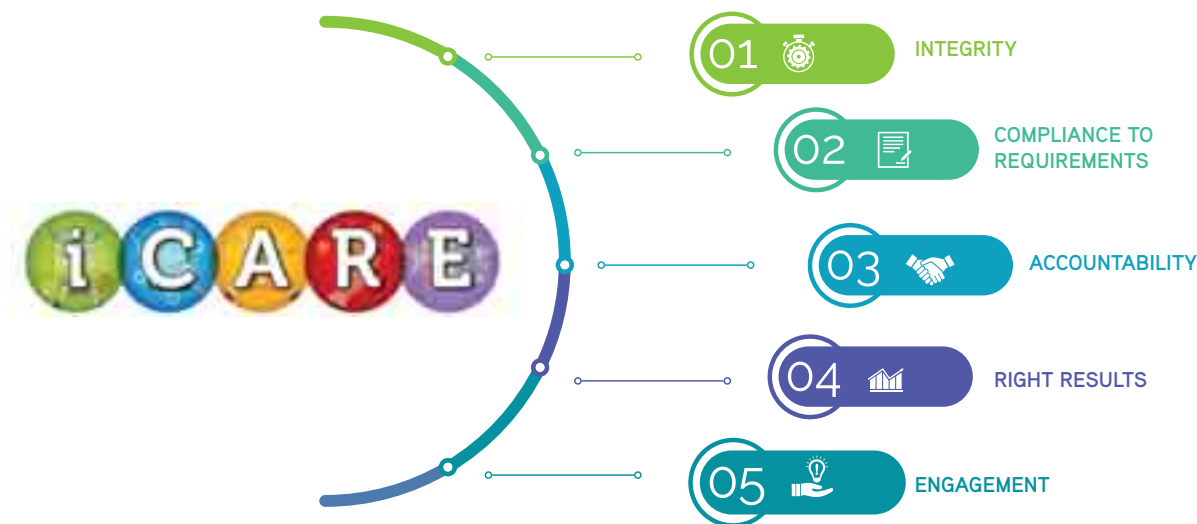 iCARE
01
INTEGRITY
02
COMPLIANCE TO
REQUIREMENTS
03
ACCOUNTABILITY
04
RIGHT RESULTS
05
ENGAGEMENT